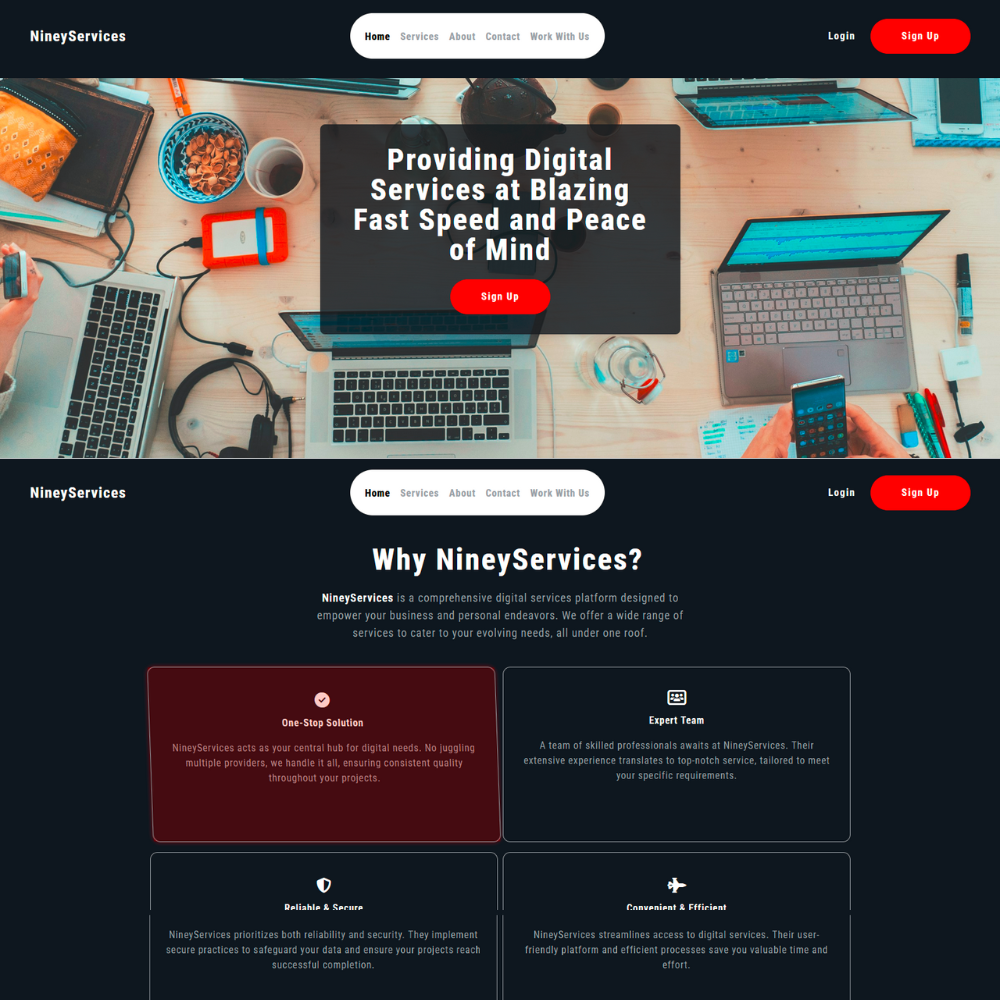 NineyServices
Home Services About Contact Work With Us
Login
Sign Up
Providing Digital
Services at Blazing
Fast Speed and Peace
of Mind
Sign Up
NineyServices
Home Services About Contact Work With Us
Login
Sign Up
Why NineyServices?
NineyServices is a comprehensive digital services platform designed to
empower your business and personal endeavors. We offer a wide range of
services to cater to your evolving needs, all under one roof.
One-Stop Solution
NineyServices acts as your central hub for digital needs. No juggling
multiple providers, we handle it all, ensuring consistent quality
throughout your projects.
Expert Team
A team of skilled professionals awaits at NineyServices. Their
extensive experience translates to top-notch service, tailored to meet
your specific requirements.
Reliable & Secure
NineyServices prioritizes both reliability and security. They implement
secure practices to safeguard your data and ensure your projects reach
successful completion.
Convenient & Efficient
NineyServices streamlines access to digital services. Their user-
friendly platform and efficient processes save you valuable time and
effort.